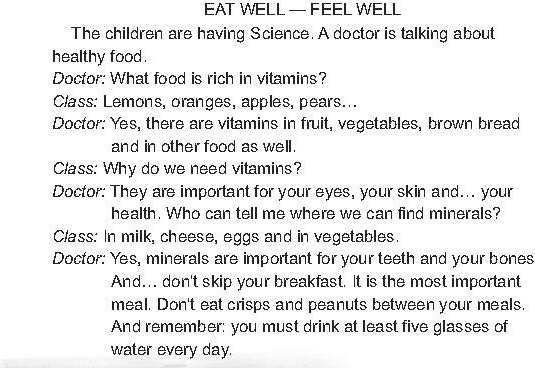 EAT WELL — FEEL WELL
The children are having Science. A doctor is talking about
healthy food.
Doctor: What food is rich in vitamins?
Class: Lemons, oranges, apples, pears...
Doctor: Yes, there are vitamins in fruit, vegetables, brown bread
and in other food as well.
Class: Why do we need vitamins?
Doctor: They are important for your eyes, your skin and... your
health. Who can tell me where we can find minerals?
Class: In milk, cheese, eggs and in vegetables.
Doctor: Yes, minerals are important for your teeth and your bones
And... don't skip your breakfast. It is the most important
meal. Don't eat crisps and peanuts between your meals.
And remember: you must drink at least five glasses of
water every day.